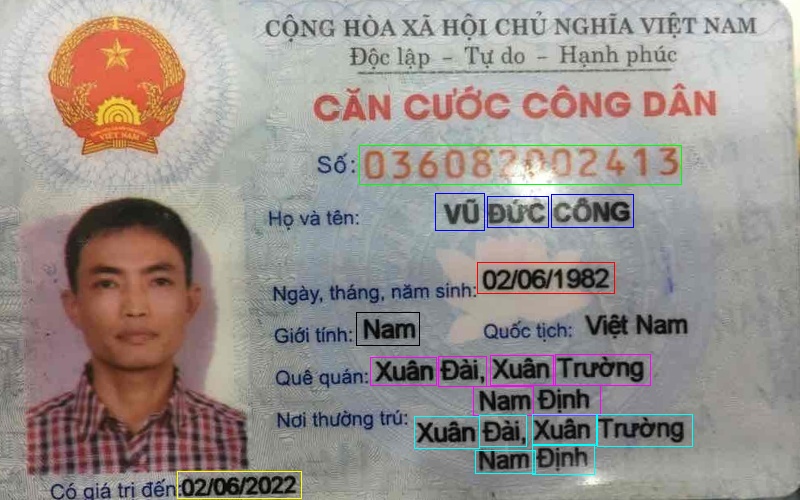 CỘNG HÒA XÃ HỘI CHỦ NGHĨA VIỆT NAM
Độc lập - Tự do - Hạnh phúc
CĂN CƯỚC CÔNG DÂN
Số: 036082002413
Họ và tên: VŨ ĐỨC CÔNG
Ngày, tháng, năm sinh: 02/06/1982
Giới tính: Nam Quốc tịch: Việt Nam
Quê quán: Xuân Đài, Xuân Trường
Nam Định
Nơi thường trú: Xuân Đài, Xuân Trường
Nam Định
Có giá trị đến: 02/06/2022